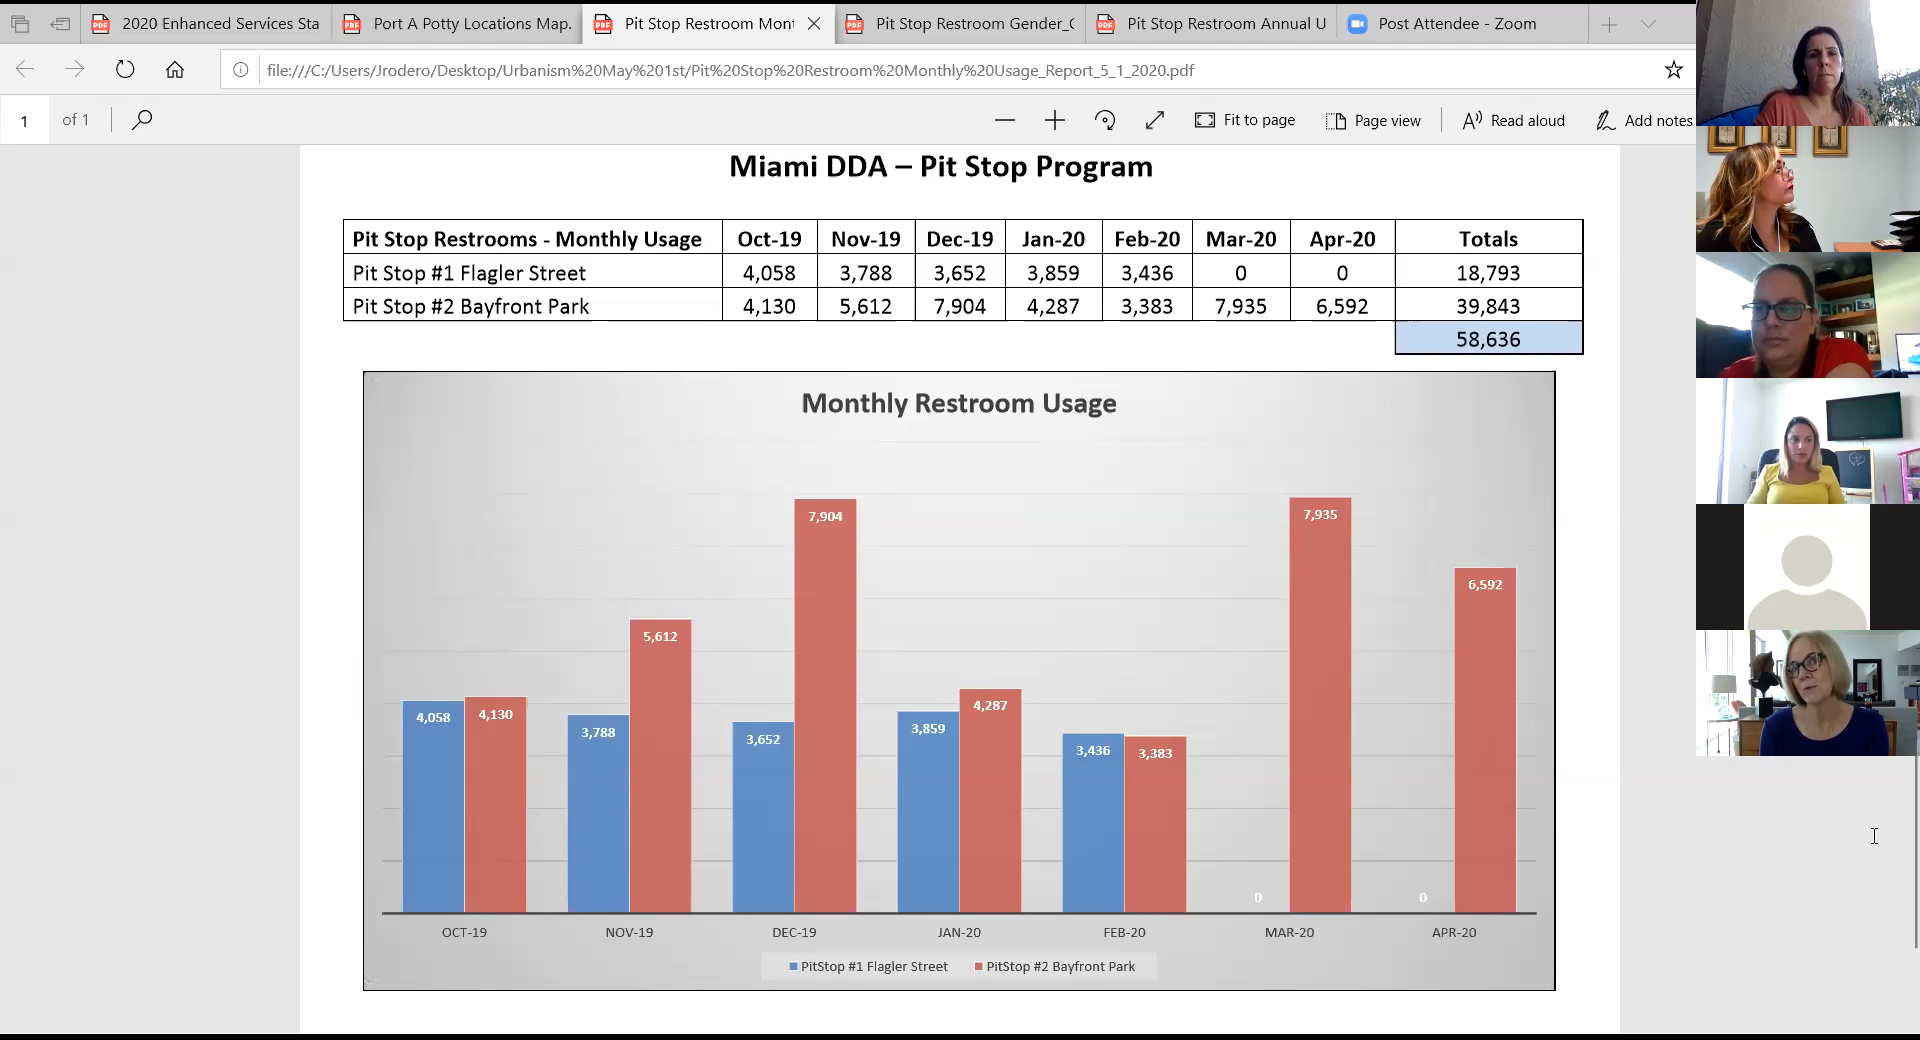 2020 Enhanced Services Sta
Port A Potty Locations Map.
Pit Stop Restroom Mont
Pit Stop Restroom Gender_C
Pit Stop Restroom Annual U
Post Attendee - Zoom
file:///C:/Users/Jrodero/Desktop/Urbanism%20May%201st/Pit%20Stop%20Restroom%20Monthly%20Usage_Report_5_1_2020.pdf
1 of 1 Fit to page Page view Read aloud Add notes
Miami DDA – Pit Stop Program
Pit Stop Restrooms - Monthly Usage Oct-19 Nov-19 Dec-19 Jan-20 Feb-20 Mar-20 Apr-20 Totals
Pit Stop #1 Flagler Street 4,058 3,788 3,652 3,859 3,436 0 0 18,793
Pit Stop #2 Bayfront Park 4,130 5,612 7,904 4,287 3,383 7,935 6,592 39,843
58,636
Monthly Restroom Usage
4,058 4,130 3,788 5,612 3,652 7,904 3,859 4,287 3,436 3,383 0 7,935 0 6,592
OCT-19 NOV-19 DEC-19 JAN-20 FEB-20 MAR-20 APR-20
PitStop #1 Flagler Street PitStop #2 Bayfront Park